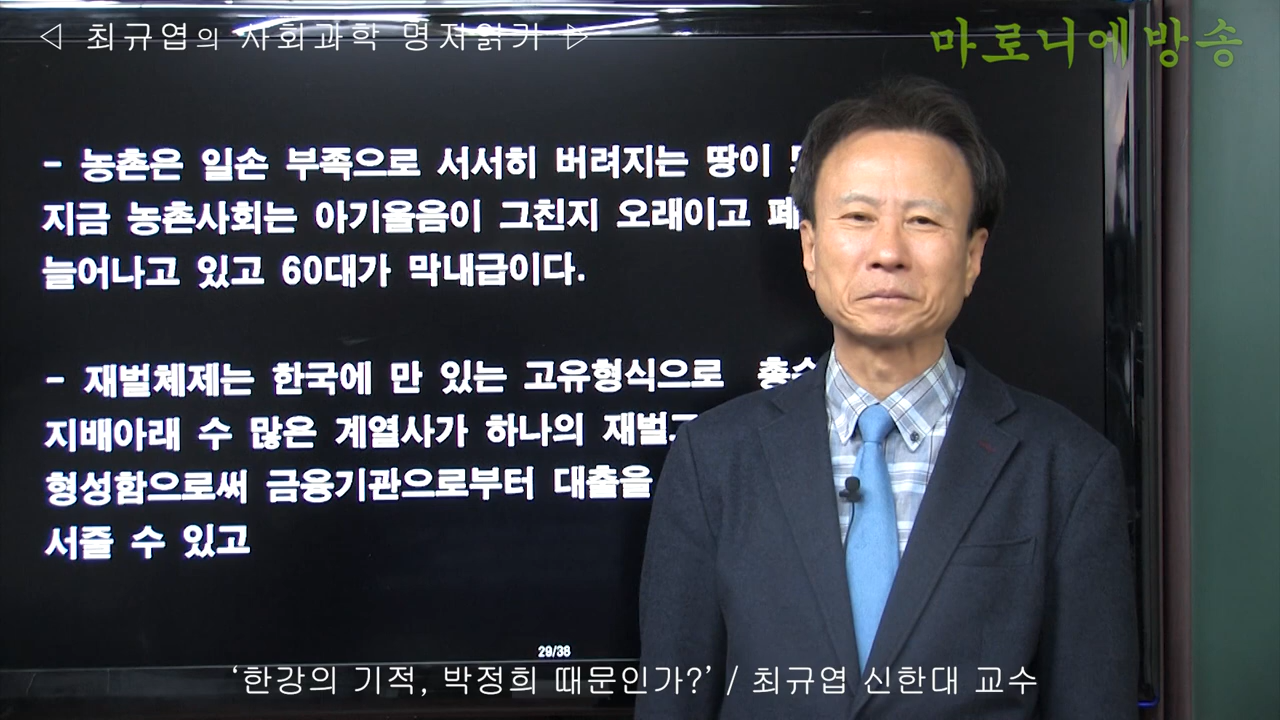 ◁ 최규엽의 사회과학 명저읽기 ▷
마로니에방송
- 농촌은 일손 부족으로 서서히 버려지는 땅이
지금 농촌사회는 아기울음이 그친지 오래이고
늘어나고 있고 60대가 막내급이다.
- 재벌체제는 한국에 만 있는 고유형식으로
지배아래 수 많은 계열사가 하나의
형성함으로써 금융기관으로부터 대출을
서줄 수 있고
29/38
‘한강의 기적, 박정희 때문인가?’ / 최규엽 신한대 교수